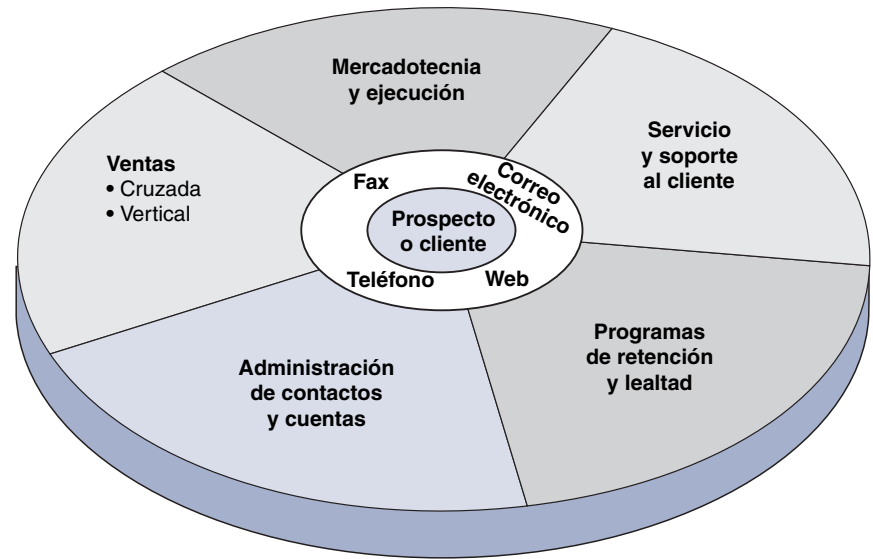 Mercadotecnia
y ejecución
Servicio
y soporte
al cliente
Ventas
• Cruzada
• Vertical
Fax
Correo
electrónico
Prospecto
o cliente
Teléfono
Web
Programas
de retención
y lealtad
Administración
de contactos
y cuentas